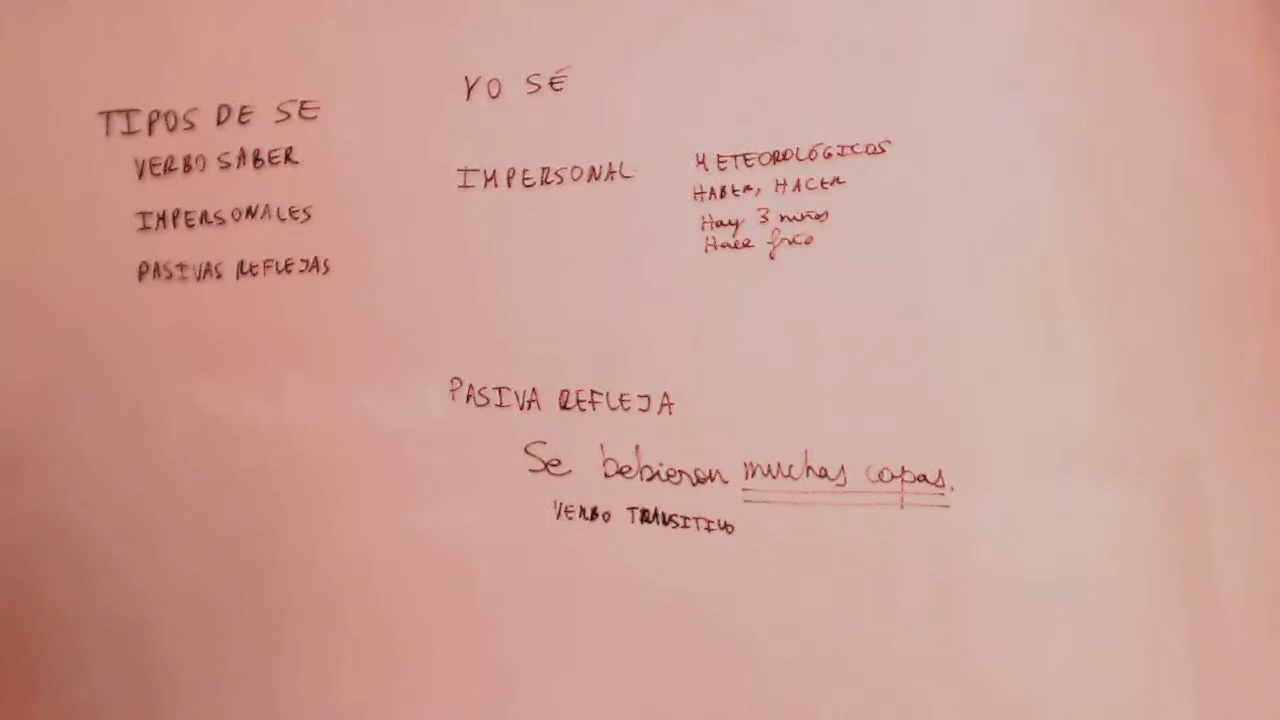 TIPOS DE SE
VERBO SABER
IMPERSONALES
PASIVAS REFLEJAS
YO SÉ
IMPERSONAL
METEOROLÓGICOS
HABER, HACER
Hay 3 niños
Hace frío
PASIVA REFLEJA
Se bebieron muchas copas.
VERBO TRANSITIVO